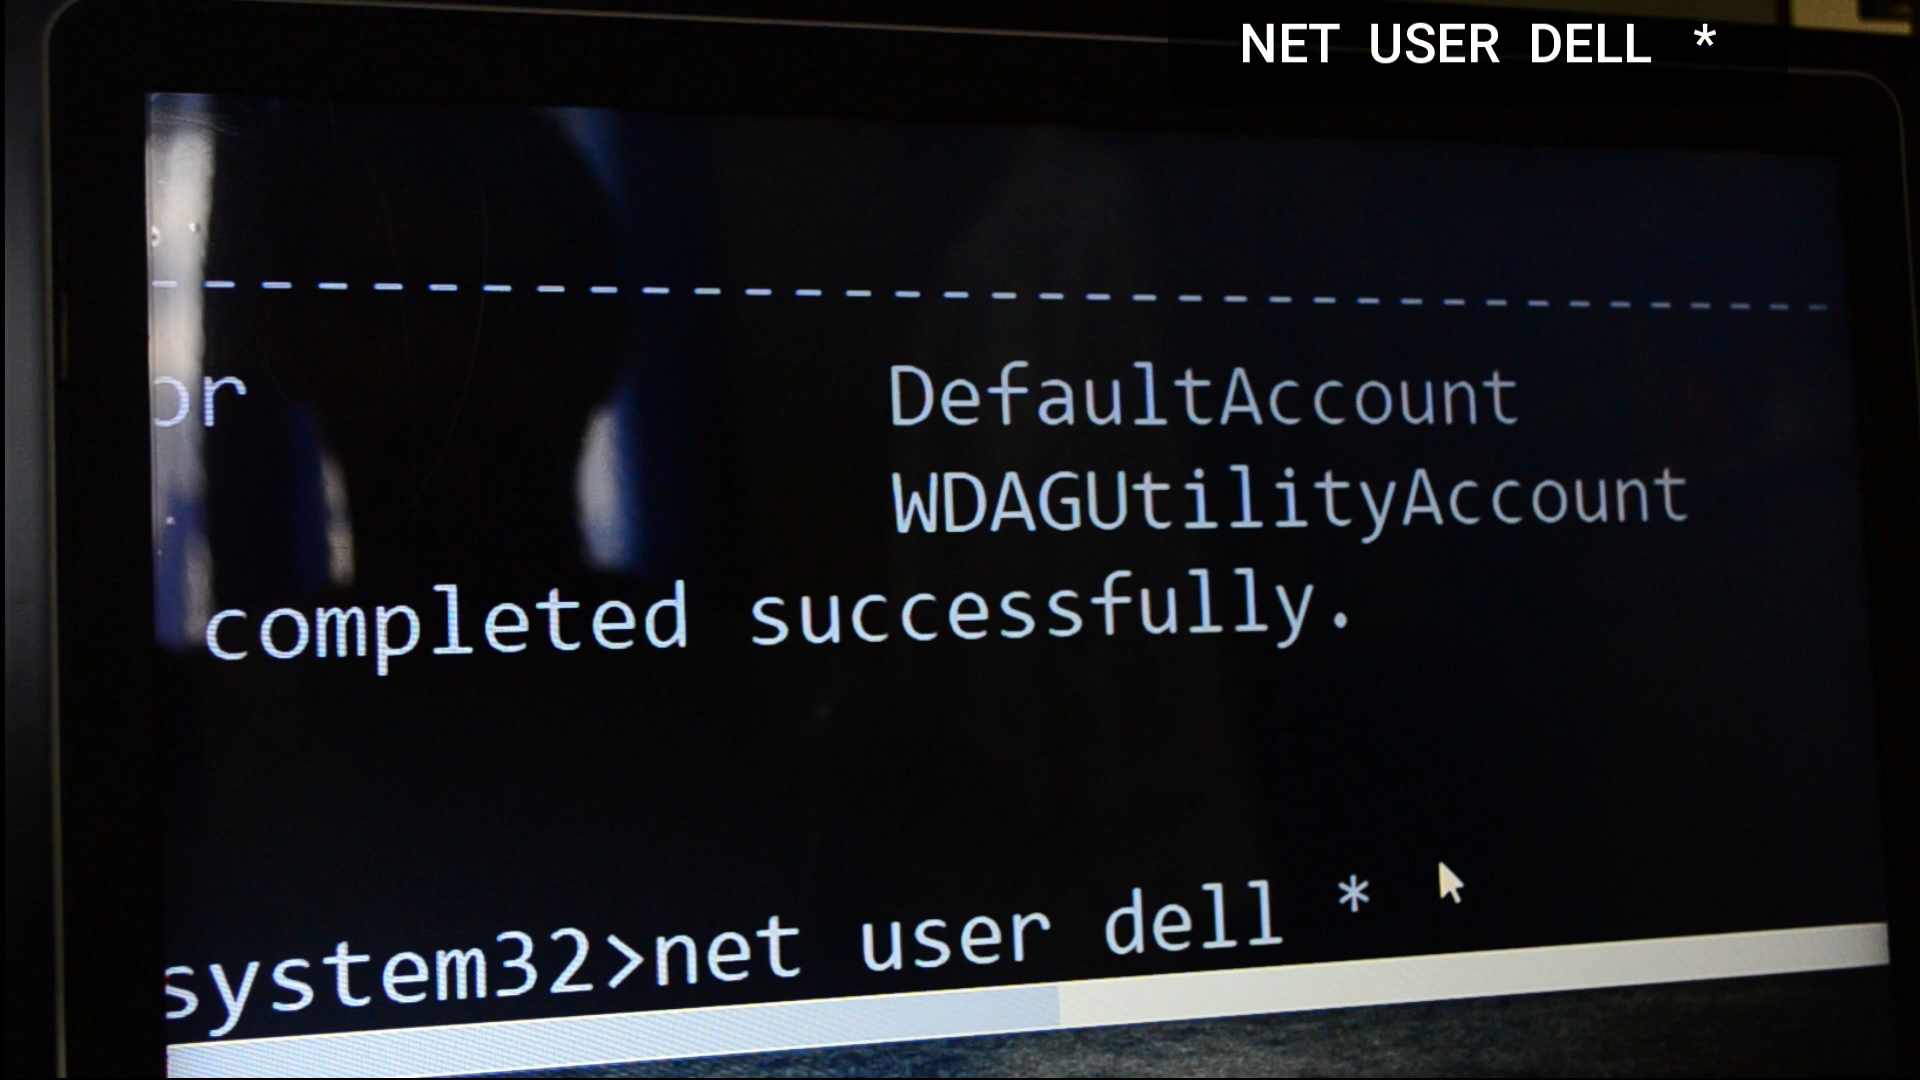 NET USER DELL *
--------------------------------
or DefaultAccount
WDAGUtilityAccount
completed successfully.
system32>net user dell *